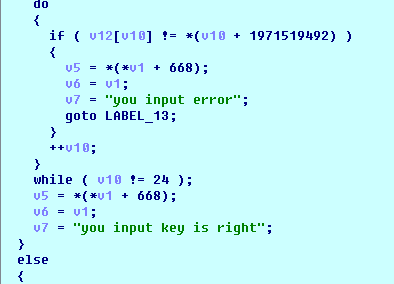 do
{
if ( v12[v10] != *(v10 + 1971519492) )
{
v5 = *(*v1 + 668);
v6 = v1;
v7 = "you input error";
goto LABEL_13;
}
++v10;
}
while ( v10 != 24 );
v5 = *(*v1 + 668);
v6 = v1;
v7 = "you input key is right";
}
else
{